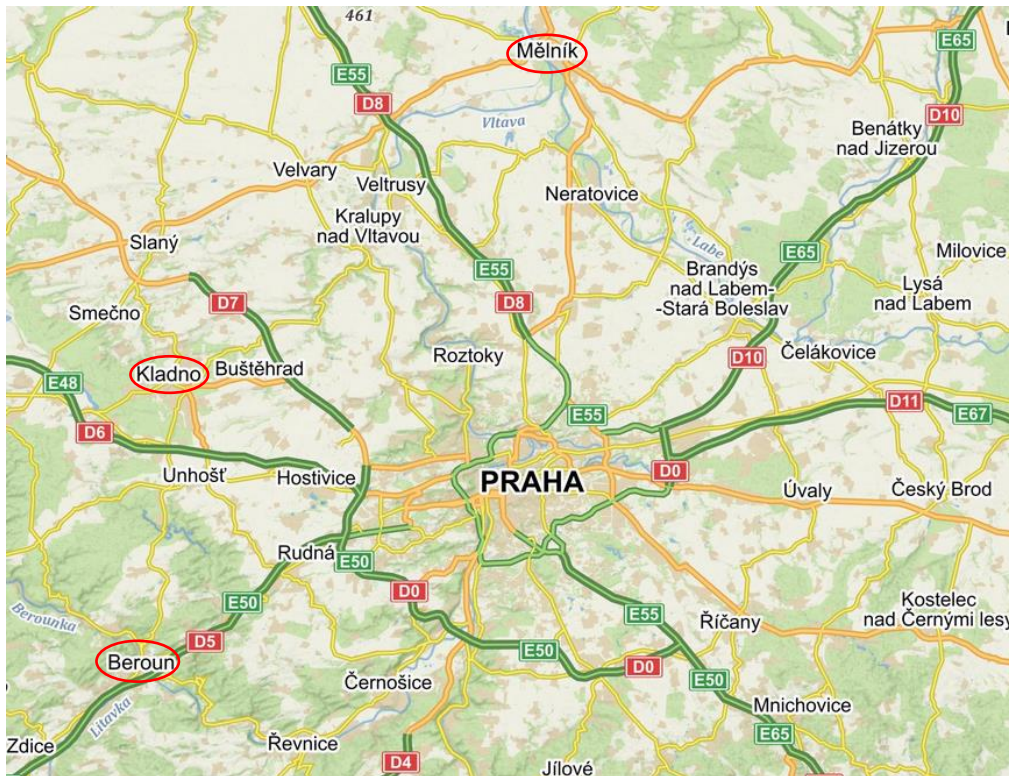 461
Mělník
E65
E55
D8
D10
Vltava
Benátky
nad Jizerou
Velvary
Veltrusy
Neratovice
Kralupy
nad Vltavou
Slaný
Labe
E65
Milovice
E55
Brandýs
nad Labem-
-Stará Boleslav
Lysá
nad Labem
D7
D8
Smečno
Roztoky
D10
Čelákovice
Kladno
Buštěhrad
E48
D11
E55
E67
D6
Unhošť
Hostivice
PRAHA
D0
Úvaly
Český Brod
Rudná
E50
D0
E50
Berounka
E55
Říčany
Kostelec
nad Černými lesy
D5
Beroun
E50
D0
Černošice
E50
Litavka
Mnichovice
Zdice
Řevnice
E65
D4
Jílové